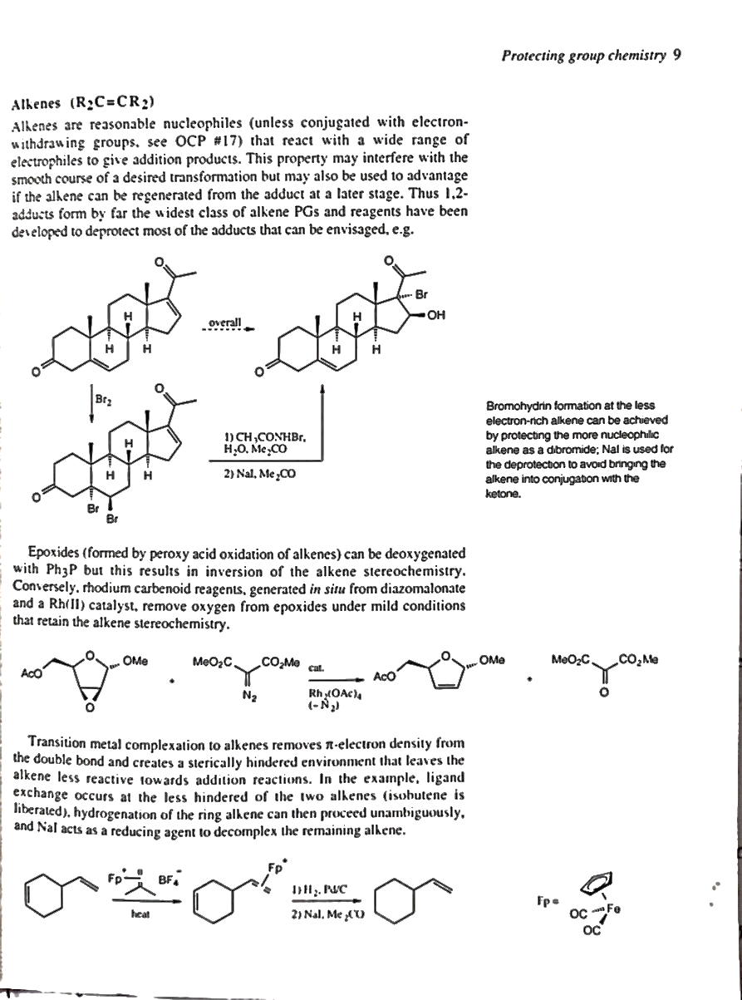 Protecting group chemistry 9
Alkenes (R2C=CR2)
Alkenes are reasonable nucleophiles (unless conjugated with electron-
withdrawing groups, see OCP #17) that react with a wide range of
electrophiles to give addition products. This property may interfere with the
smooth course of a desired transformation but may also be used to advantage
if the alkene can be regenerated from the adduct at a later stage. Thus 1,2-
adducts form by far the widest class of alkene PGs and reagents have been
developed to deprotect most of the adducts that can be envisaged, e.g.
O
H
H
H
O
overall
O
Br
OH
H
H
H
O
Br2
O
H
H
H
O
Br
Br
1) CH3CONHBr,
H2O, Me2CO
2) NaI, Me2CO
Bromohydrin formation at the less
electron-rich alkene can be achieved
by protecting the more nucleophilic
alkene as a dibromide; NaI is used for
the deprotection to avoid bringing the
alkene into conjugation with the
ketone.
Epoxides (formed by peroxy acid oxidation of alkenes) can be deoxygenated
with Ph3P but this results in inversion of the alkene stereochemistry.
Conversely, rhodium carbenoid reagents, generated in situ from diazomalonate
and a Rh(II) catalyst, remove oxygen from epoxides under mild conditions
that retain the alkene stereochemistry.
AcO
O
OMe
O
MeO2C
CO2Me
N2
cat.
Rh2(OAc)4
(- N2)
AcO
O
OMe
MeO2C
CO2Me
O
Transition metal complexation to alkenes removes π-electron density from
the double bond and creates a sterically hindered environment that leaves the
alkene less reactive towards addition reactions. In the example, ligand
exchange occurs at the less hindered of the two alkenes (isobutene is
liberated), hydrogenation of the ring alkene can then proceed unambiguously,
and NaI acts as a reducing agent to decomplex the remaining alkene.
Fp+
BF4-
heat
Fp+
1) H2, Pd/C
2) NaI, Me2CO
Fp =
Fe
OC
OC